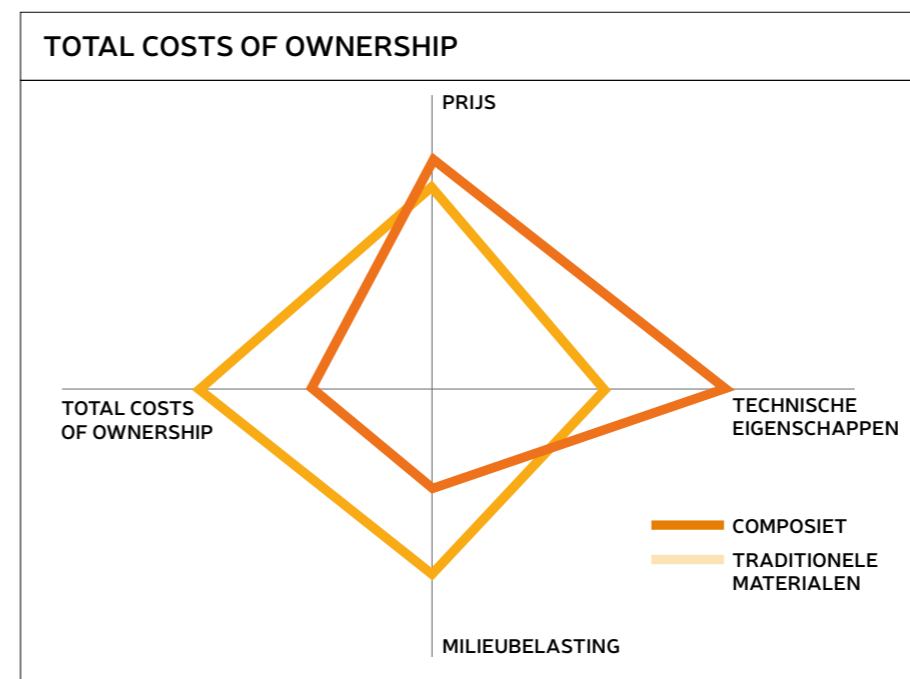 TOTAL COSTS OF OWNERSHIP
PRIJS
TOTAL COSTS
OF OWNERSHIP
TECHNISCHE
EIGENSCHAPPEN
COMPOSIET
TRADITIONELE
MATERIALEN
MILIEUBELASTING